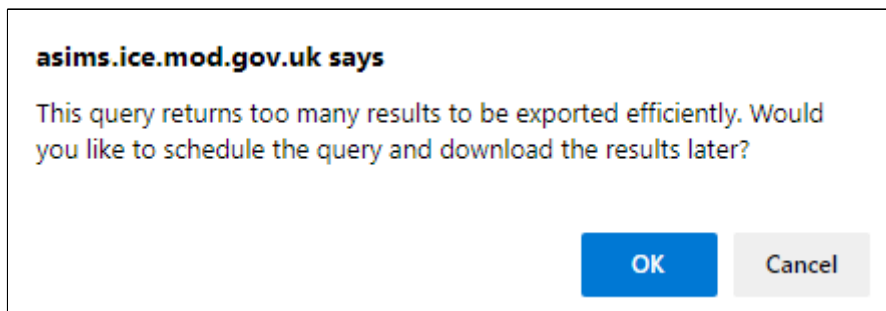 asims.ice.mod.gov.uk says
This query returns too many results to be exported efficiently. Would
you like to schedule the query and download the results later?
OK
Cancel